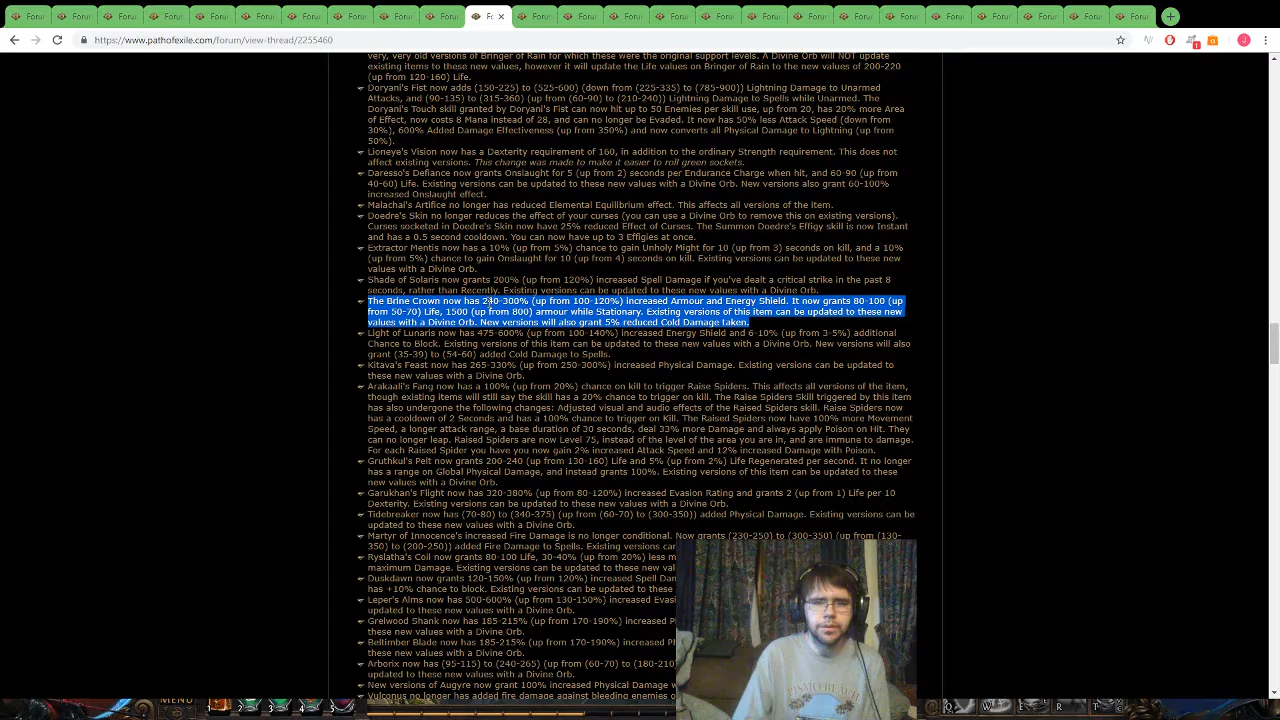 Foru Foru Foru Foru Foru Foru Foru Foru Foru Foru Fo × Foru Foru Foru Foru Foru Foru Foru Foru Foru Foru Foru Foru Foru
https://www.pathofexile.com/forum/view-thread/2255460
very, very old versions of Bringer of Rain for which these were the original support levels. A Divine Orb will NOT update
existing items to these new values, however it will update the Life values on Bringer of Rain to the new values of 200-220
(up from 120-160) Life.
Doryani's Fist now adds (150-225) to (525-600) (down from (225-335) to (785-900)) Lightning Damage to Unarmed
Attacks, and (90-135) to (315-360) (up from (60-90) to (210-240)) Lightning Damage to Spells while Unarmed. The
Doryani's Touch skill granted by Doryani's Fist can now hit up to 50 Enemies per skill use, up from 20, has 20% more Area
of Effect, now costs 8 Mana instead of 28, and can no longer be Evaded. It now has 50% less Attack Speed (down from
30%), 600% Added Damage Effectiveness (up from 350%) and now converts all Physical Damage to Lightning (up from
50%).
Lioneye's Vision now has a Dexterity requirement of 160, in addition to the ordinary Strength requirement. This does not
affect existing versions. This change was made to make it easier to roll green sockets.
Daresso's Defiance now grants Onslaught for 5 (up from 2) seconds per Endurance Charge when hit, and 60-90 (up from
40-60) Life. Existing versions can be updated to these new values with a Divine Orb. New versions also grant 60-100%
increased Onslaught effect.
Malachai's Artifice no longer has reduced Elemental Equilibrium effect. This affects all versions of the item.
Doedre's Skin no longer reduces the effect of your curses (you can use a Divine Orb to remove this on existing versions).
Curses socketed in Doedre's Skin now have 25% reduced Effect of Curses. The Summon Doedre's Effigy skill is now Instant
and has a 0.5 second cooldown. You can now have up to 3 Effigies at once.
Extractor Mentis now has a 10% (up from 5%) chance to gain Unholy Might for 10 (up from 3) seconds on kill, and a 10%
(up from 5%) chance to gain Onslaught for 10 (up from 4) seconds on kill. Existing versions can be updated to these new
values with a Divine Orb.
Shade of Solaris now grants 200% (up from 120%) increased Spell Damage if you've dealt a critical strike in the past 8
seconds, rather than Recently. Existing versions can be updated to these new values with a Divine Orb.
The Brine Crown now has 240-300% (up from 100-120%) increased Armour and Energy Shield. It now grants 80-100 (up
from 50-70) Life, 1500 (up from 800) armour while Stationary. Existing versions of this item can be updated to these new
values with a Divine Orb. New versions will also grant 5% reduced Cold Damage taken.
Light of Lunaris now has 475-600% (up from 100-140%) increased Energy Shield and 6-10% (up from 3-5%) additional
Chance to Block. Existing versions of this item can be updated to these new values with a Divine Orb. New versions will also
grant (35-39) to (54-60) added Cold Damage to Spells.
Kitava's Feast now has 265-330% (up from 250-300%) increased Physical Damage. Existing versions can be updated to
these new values with a Divine Orb.
Arakaali's Fang now has a 100% (up from 20%) chance on kill to trigger Raise Spiders. This affects all versions of the item,
though existing items will still say the skill has a 20% chance to trigger on kill. The Raise Spiders Skill triggered by this item
has also undergone the following changes: Adjusted visual and audio effects of the Raised Spiders skill. Raise Spiders now
has a cooldown of 2 Seconds and has a 100% chance to trigger on Kill. The Raised Spiders now have 100% more Movement
Speed, a longer attack range, a base duration of 30 seconds, deal 33% more Damage and always apply Poison on Hit. They
can no longer leap. Raised Spiders are now Level 75, instead of the level of the area you are in, and are immune to damage.
For each Raised Spider you have you now gain 2% increased Attack Speed and 12% increased Damage with Poison.
Gruthkul's Pelt now grants 200-240 (up from 130-160) Life and 5% (up from 2%) Life Regenerated per second. It no longer
has a range on Global Physical Damage, and instead grants 100%. Existing versions of this item can be updated to these
new values with a Divine Orb.
Garukhan's Flight now has 320-380% (up from 80-120%) increased Evasion Rating and grants 2 (up from 1) Life per 10
Dexterity. Existing versions can be updated to these new values with a Divine Orb.
Tidebreaker now has (70-80) to (340-375) (up from (60-70) to (300-350)) added Physical Damage. Existing versions can be
updated to these new values with a Divine Orb.
Martyr of Innocence's increased Fire Damage is no longer conditional. Now grants (230-250) to (300-350) (up from (130-
350) to (200-250)) added Fire Damage to Spells. Existing versions can
Ryslatha's Coil now grants 80-100 Life, 30-40% (up from 20%) less m
maximum Damage. Existing versions can be updated to these new val
Duskdawn now has 120-150% (up from 120%) increased Spell Dam
has +10% chance to block. Existing versions can be updated to these
Leper's Alms now has 500-600% (up from 130-150%) increased Evasi
updated to these new values with a Divine Orb.
Grelwood Shank now has 185-215% (up from 170-190%) increased P
these new values with a Divine Orb.
Beltimber Blade now has 185-215% (up from 170-190%) increased Ph
these new values with a Divine Orb.
Arborix now has (95-115) to (240-265) (up from (60-70) to (180-210)
updated to these new values with a Divine Orb.
New versions of Augyre now grant 100% increased Physical Damage w
Vulconus no longer has added fire damage against bleeding enemies o
MENU 1 2 3 4 5 Q W E R T